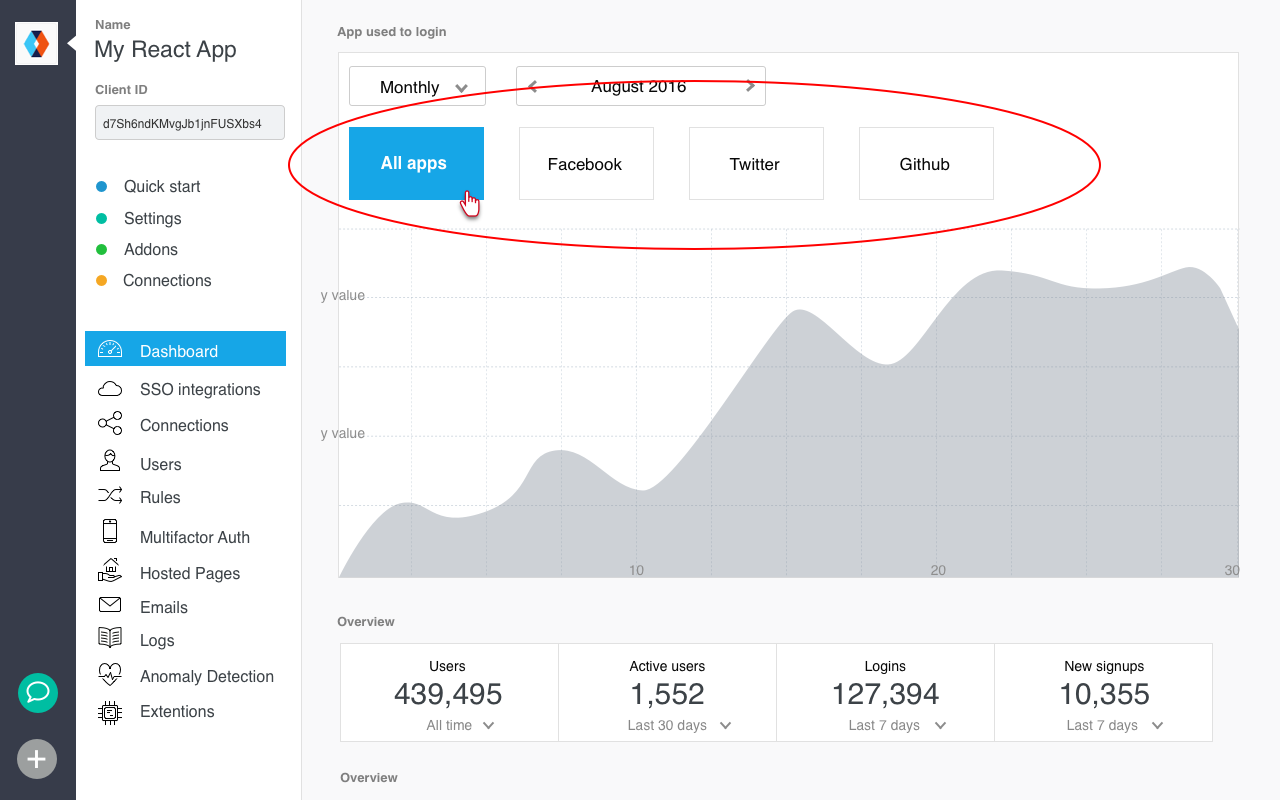 Name
My React App
Client ID
d7Sh6ndKMvgJb1jnFUSXbs4
Quick start
Settings
Addons
Connections
Dashboard
SSO integrations
Connections
Users
Rules
Multifactor Auth
Hosted Pages
Emails
Logs
Anomaly Detection
Extentions
App used to login
Monthly August 2016
All apps Facebook Twitter Github
y value
y value
10 20 30
Overview
Users Active users Logins New signups
439,495 1,552 127,394 10,355
All time Last 30 days Last 7 days Last 7 days
Overview